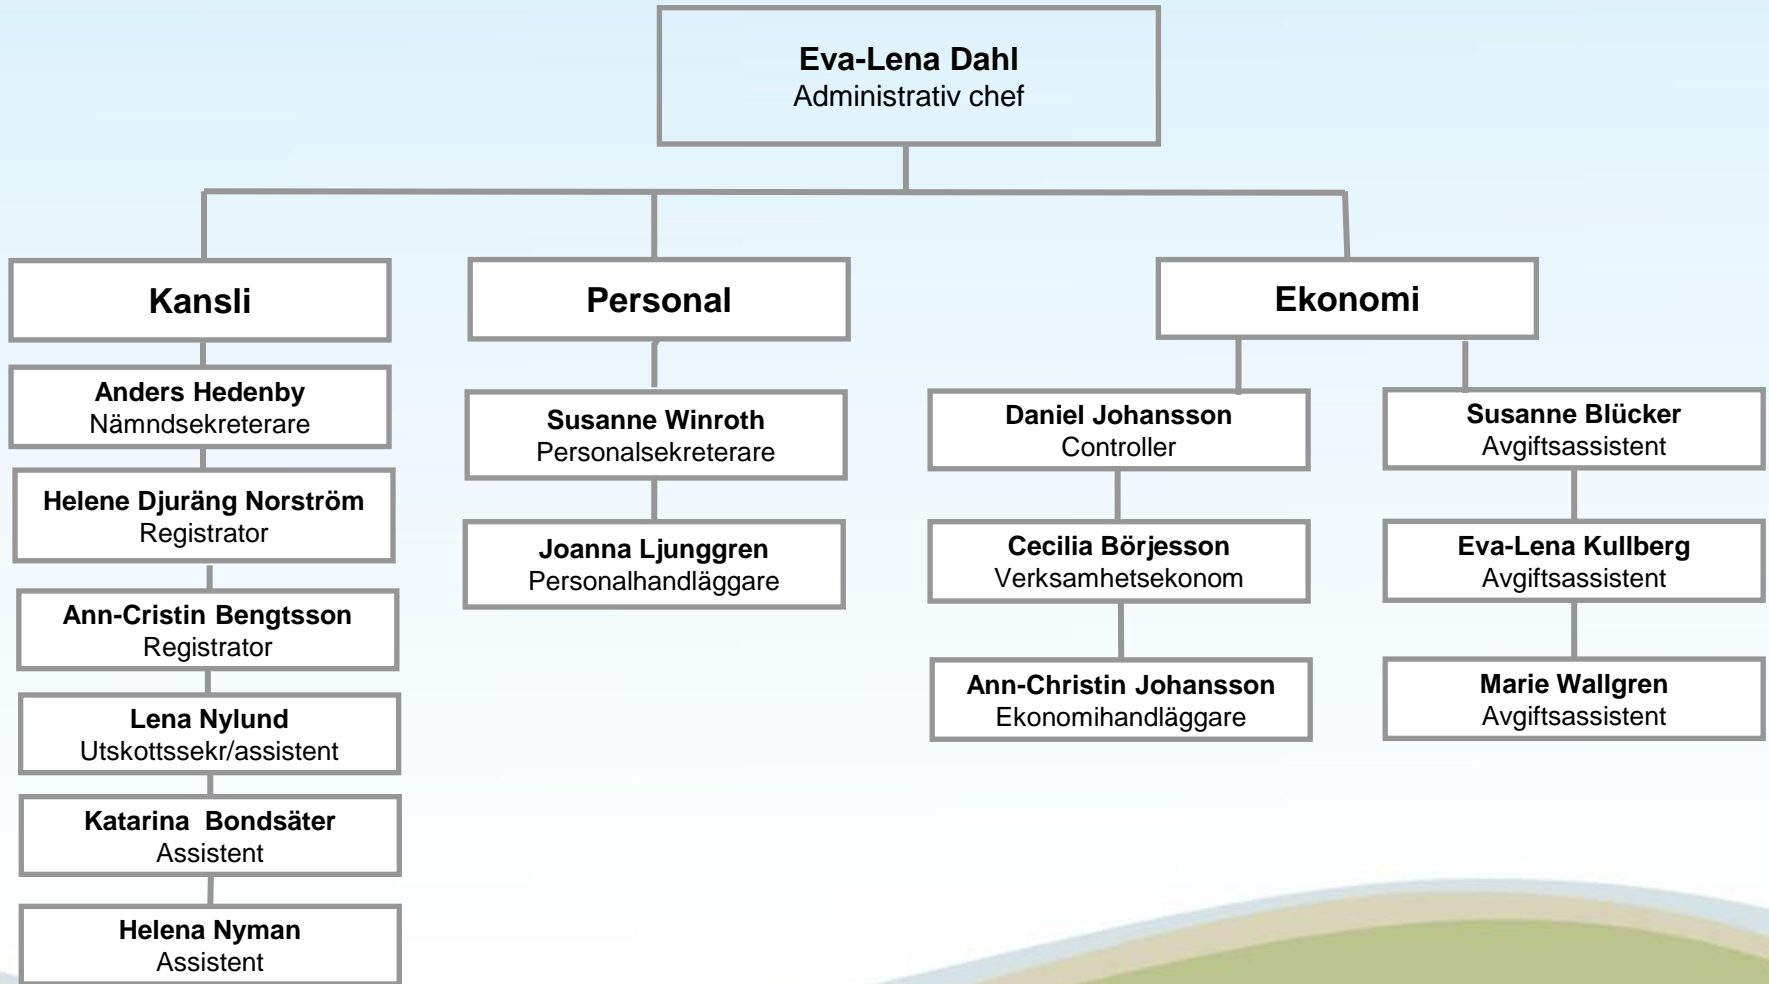 Eva-Lena Dahl
Administrativ chef
Kansli
Anders Hedenby
Nämndsekreterare
Helene Djuräng Norström
Registrator
Ann-Cristin Bengtsson
Registrator
Lena Nylund
Utskottssekr/assistent
Katarina Bondsäter
Assistent
Helena Nyman
Assistent
Personal
Susanne Winroth
Personalsekreterare
Joanna Ljunggren
Personalhandläggare
Ekonomi
Daniel Johansson
Controller
Cecilia Börjesson
Verksamhetsekonom
Ann-Christin Johansson
Ekonomihandläggare
Susanne Blücker
Avgiftsassistent
Eva-Lena Kullberg
Avgiftsassistent
Marie Wallgren
Avgiftsassistent